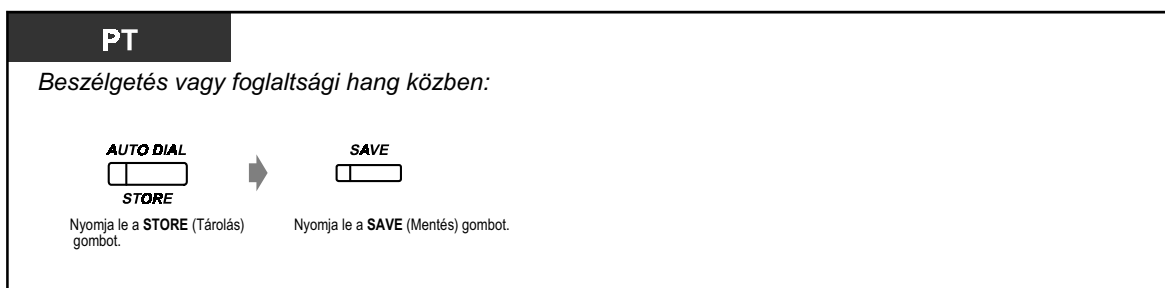 PT
Beszélgetés vagy foglaltsági hang közben:
AUTO DIAL
STORE
Nyomja le a STORE (Tárolás)
gombot.
SAVE
Nyomja le a SAVE (Mentés) gombot.